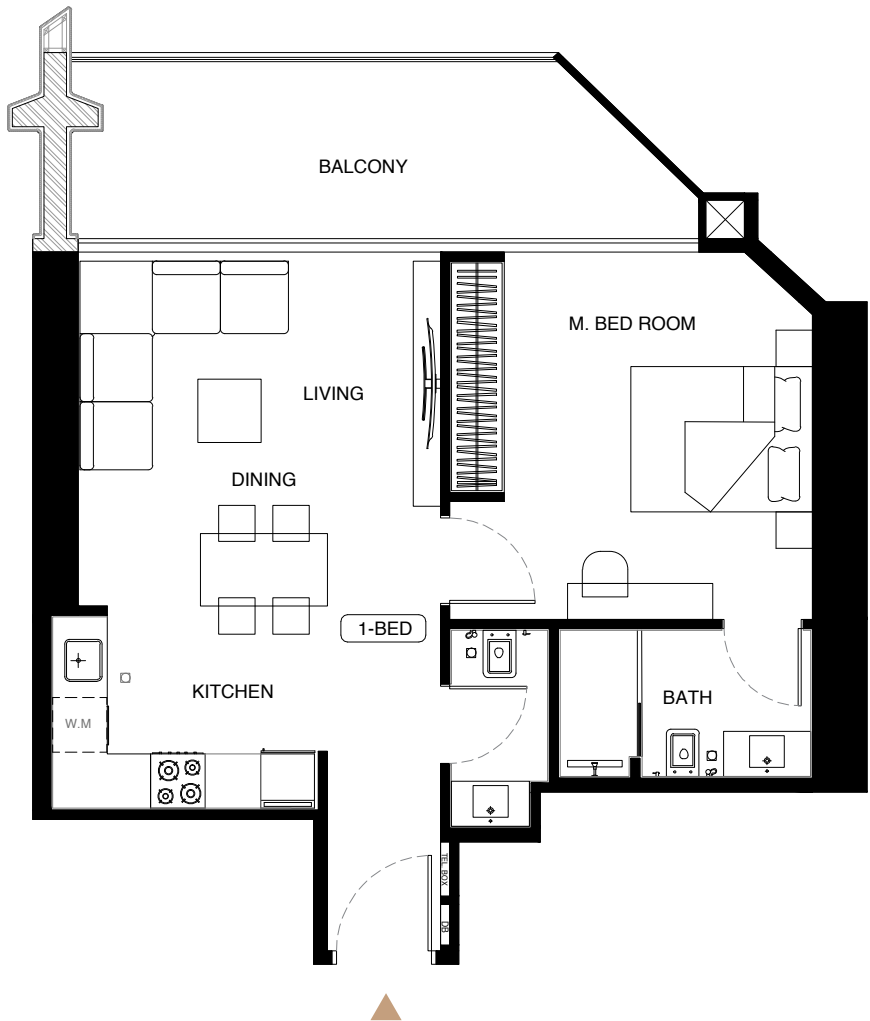 BALCONY
M. BED ROOM
LIVING
DINING
1-BED
KITCHEN
BATH
W.M
TEL BOX
DB